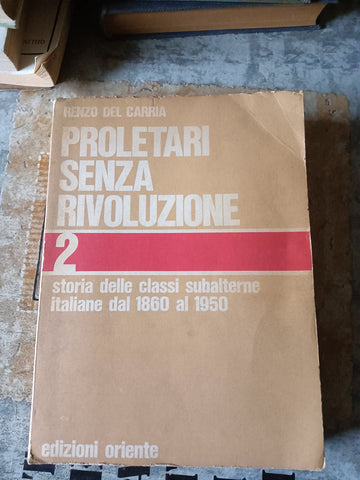 RENZO DEL CARRIA
PROLETARI
SENZA
RIVOLUZIONE
2
storia delle classi subalterne
italiane dal 1860 al 1950
edizioni oriente